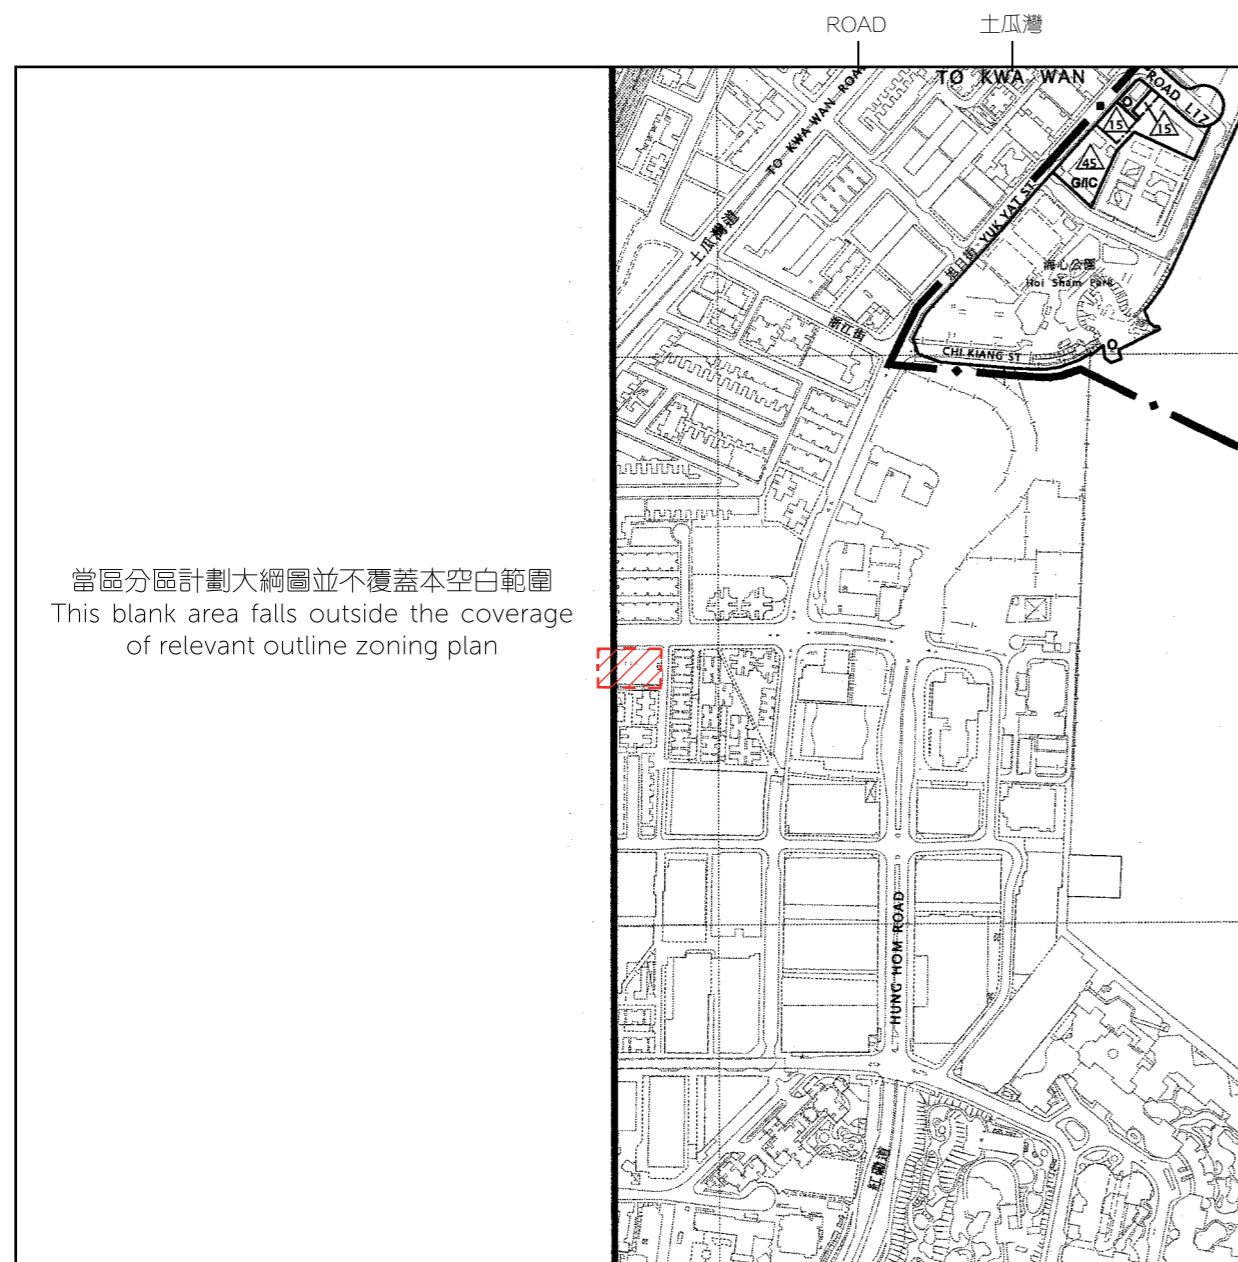 ROAD
土瓜灣
TO KWA WAN
TO KWA WAN ROAD
ROAD L17
O
15
15
45
G/IC
土瓜灣道
旭日街 YUK YAT ST
海心公園
Hoi Sham Park
浙江街
CHI KIANG ST
O
當區分區計劃大綱圖並不覆蓋本空白範圍
This blank area falls outside the coverage
of relevant outline zoning plan
HUNG HOM ROAD
紅磡道